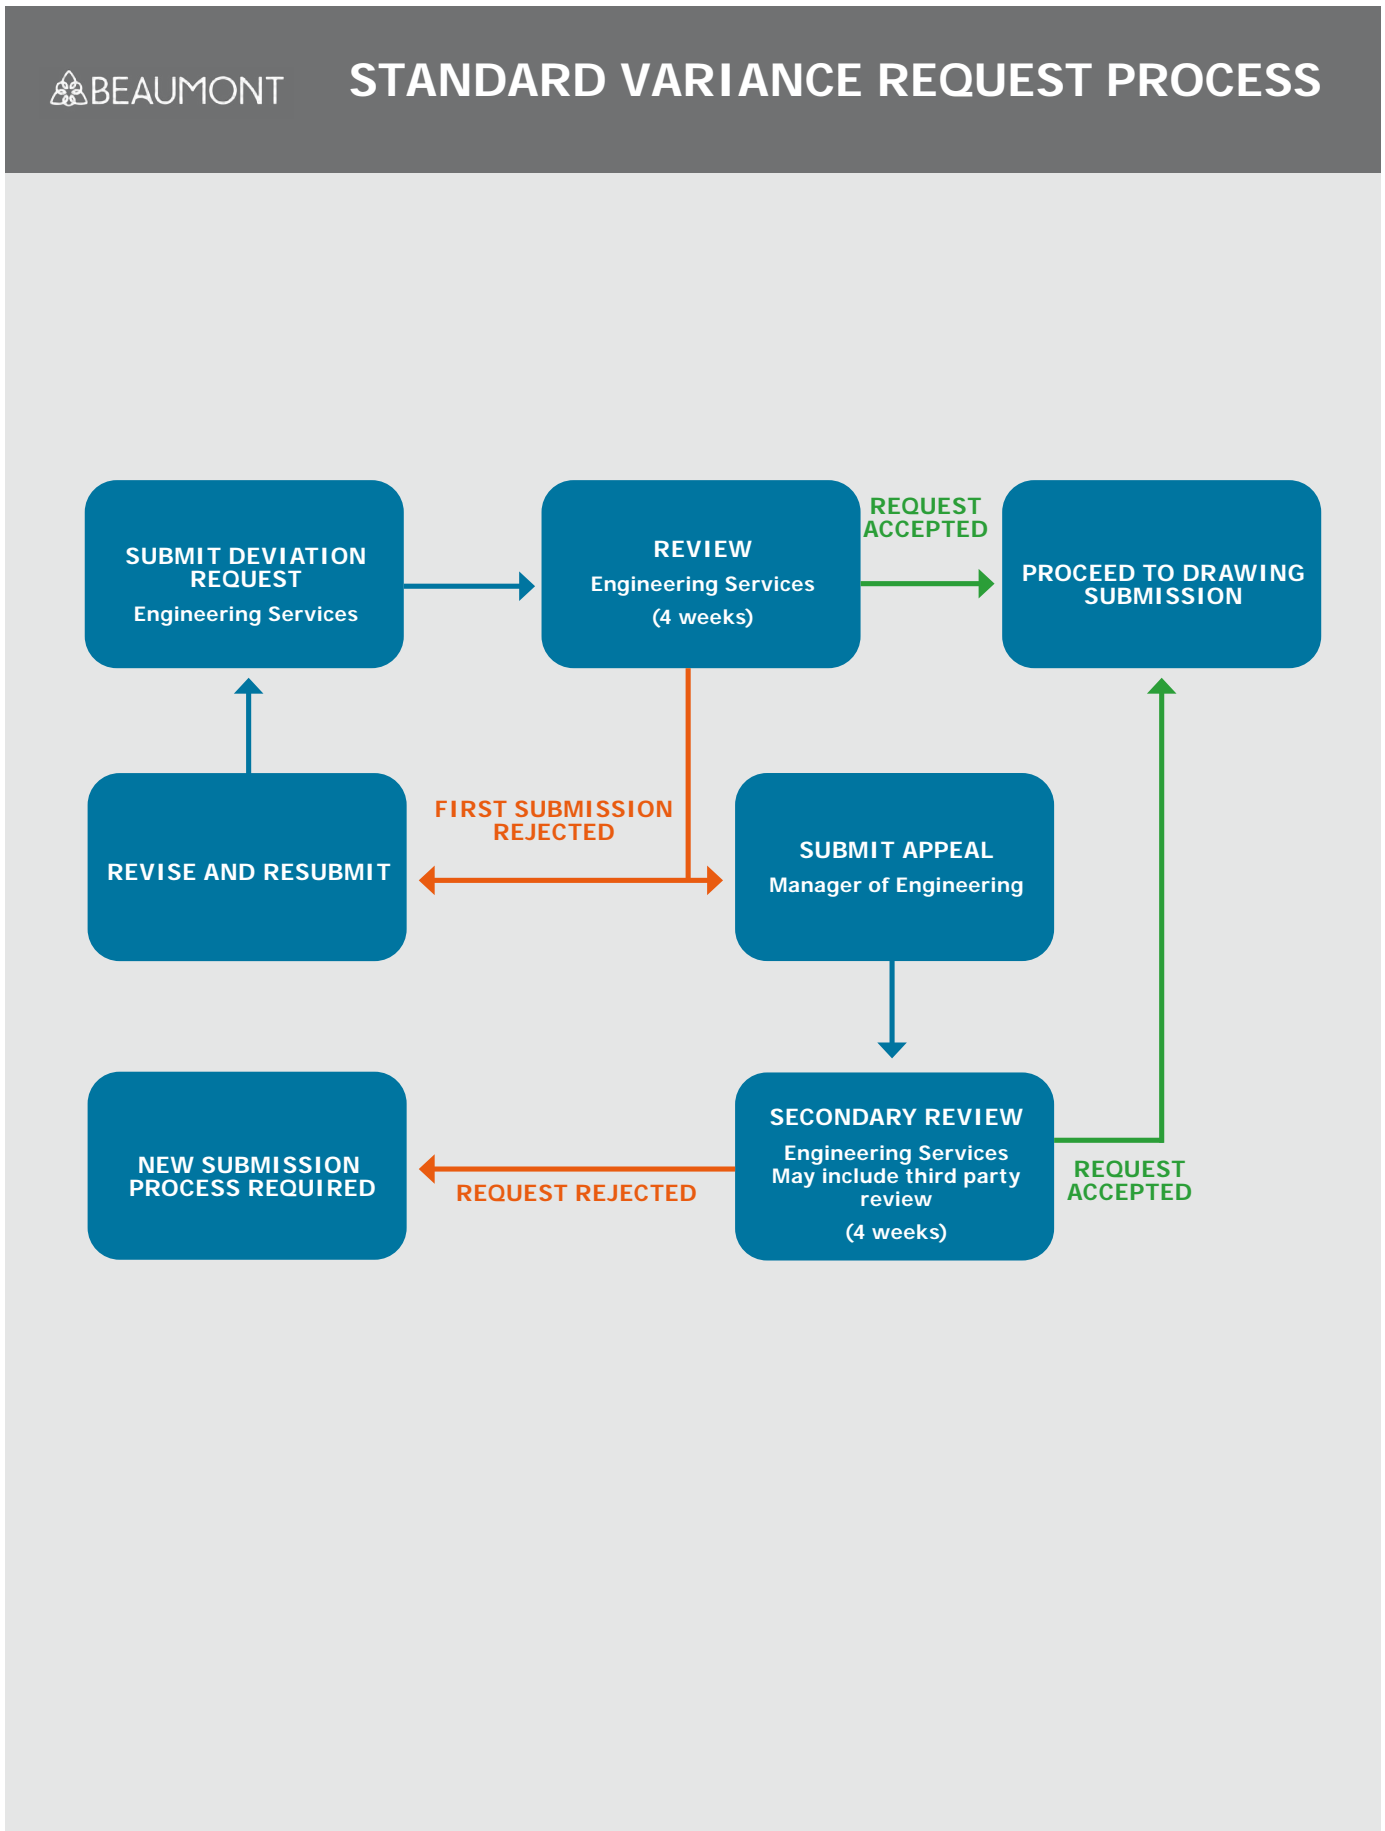 BEAUMONT
STANDARD VARIANCE REQUEST PROCESS
SUBMIT DEVIATION
REQUEST
Engineering Services
REVIEW
Engineering Services
(4 weeks)
REQUEST
ACCEPTED
PROCEED TO DRAWING
SUBMISSION
REVISE AND RESUBMIT
FIRST SUBMISSION
REJECTED
SUBMIT APPEAL
Manager of Engineering
NEW SUBMISSION
PROCESS REQUIRED
REQUEST REJECTED
SECONDARY REVIEW
Engineering Services
May include third party
review
(4 weeks)
REQUEST
ACCEPTED